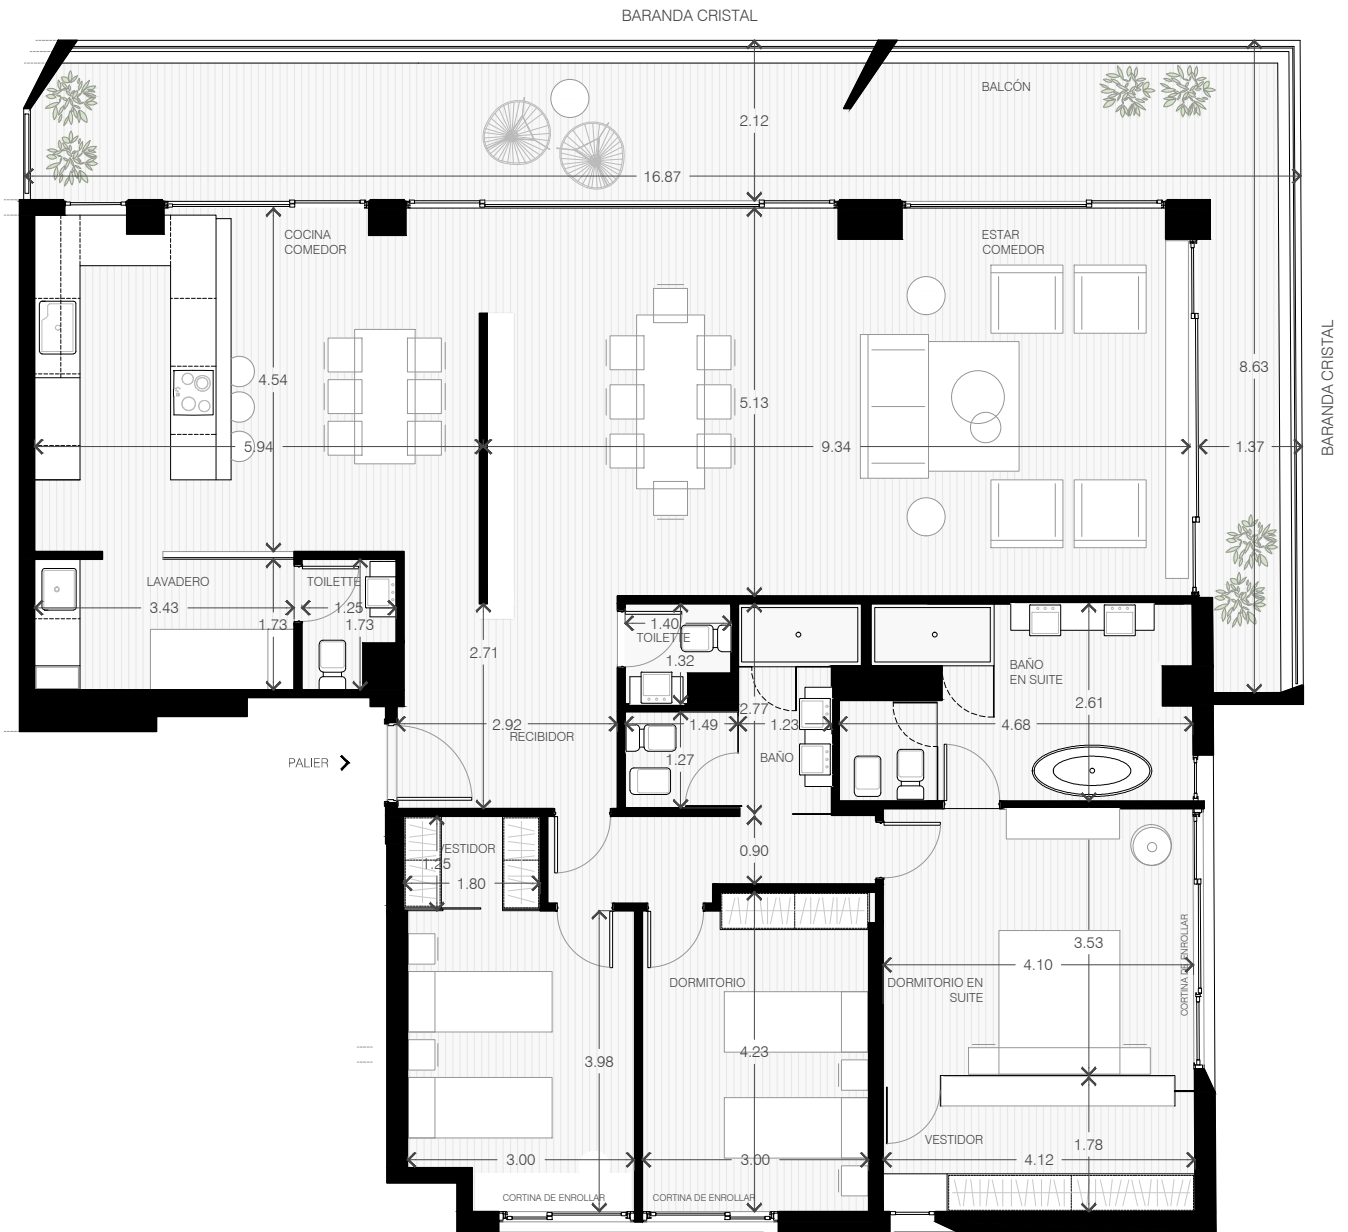 BARANDA CRISTAL
BALCÓN
2.12
16.87
COCINA
COMEDOR
ESTAR
COMEDOR
BARANDA CRISTAL
8.63
4.54
5.13
5.94
9.34
1.37
LAVADERO
TOILETTE
3.43
1.25
1.73
1.73
1.40
TOILETTE
1.32
2.71
BAÑO
EN SUITE
2.61
2.77
2.92
RECIBIDOR
1.49
1.23
4.68
PALIER
1.27
BAÑO
VESTIDOR
1.25
1.80
0.90
CORTINA DE ENROLLAR
3.53
4.10
DORMITORIO
DORMITORIO EN
SUITE
3.98
4.23
VESTIDOR
1.78
3.00
3.00
4.12
CORTINA DE ENROLLAR
CORTINA DE ENROLLAR